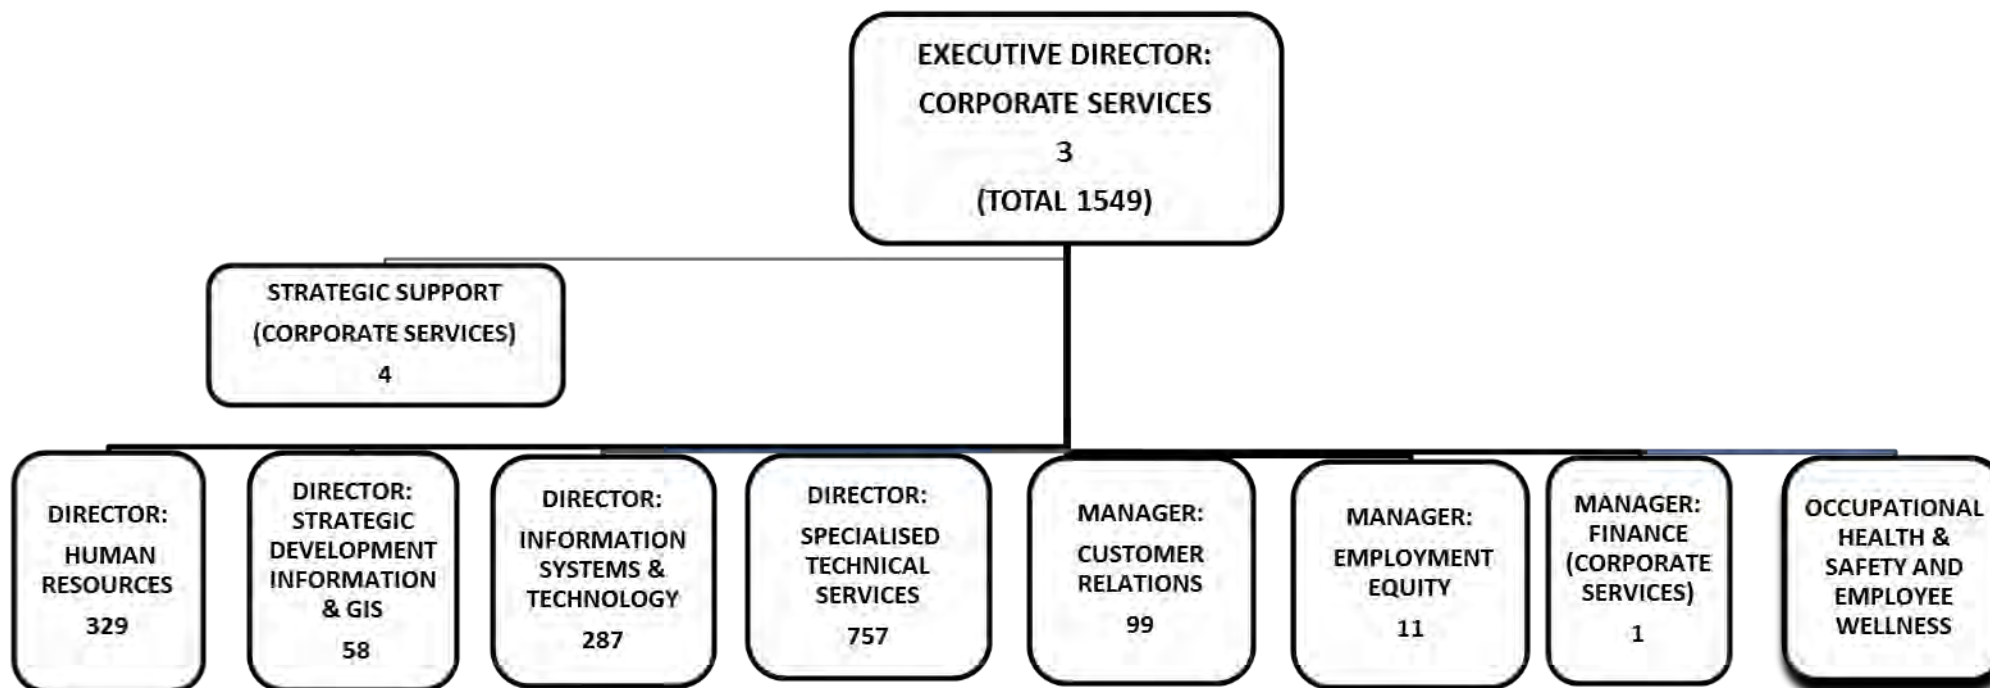 EXECUTIVE DIRECTOR:
CORPORATE SERVICES
3
(TOTAL 1549)
STRATEGIC SUPPORT
(CORPORATE SERVICES)
4
DIRECTOR:
HUMAN
RESOURCES
329
DIRECTOR:
STRATEGIC
DEVELOPMENT
INFORMATION
& GIS
58
DIRECTOR:
INFORMATION
SYSTEMS &
TECHNOLOGY
287
DIRECTOR:
SPECIALISED
TECHNICAL
SERVICES
757
MANAGER:
CUSTOMER
RELATIONS
99
MANAGER:
EMPLOYMENT
EQUITY
11
MANAGER:
FINANCE
(CORPORATE
SERVICES)
1
OCCUPATIONAL
HEALTH &
SAFETY AND
EMPLOYEE
WELLNESS